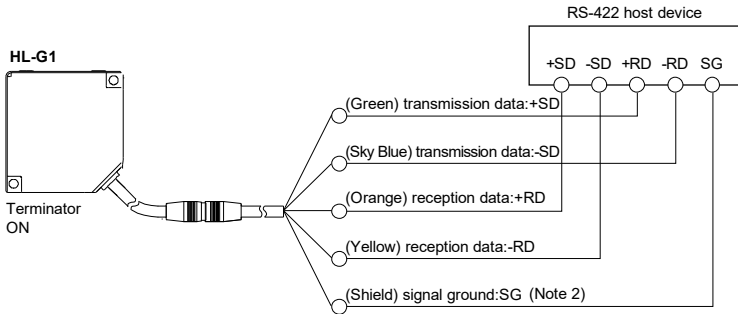 RS-422 host device
HL-G1
+SD -SD +RD -RD SG
(Green) transmission data:+SD
(Sky Blue) transmission data:-SD
(Orange) reception data:+RD
Terminator
ON
(Yellow) reception data:-RD
(Shield) signal ground:SG (Note 2)